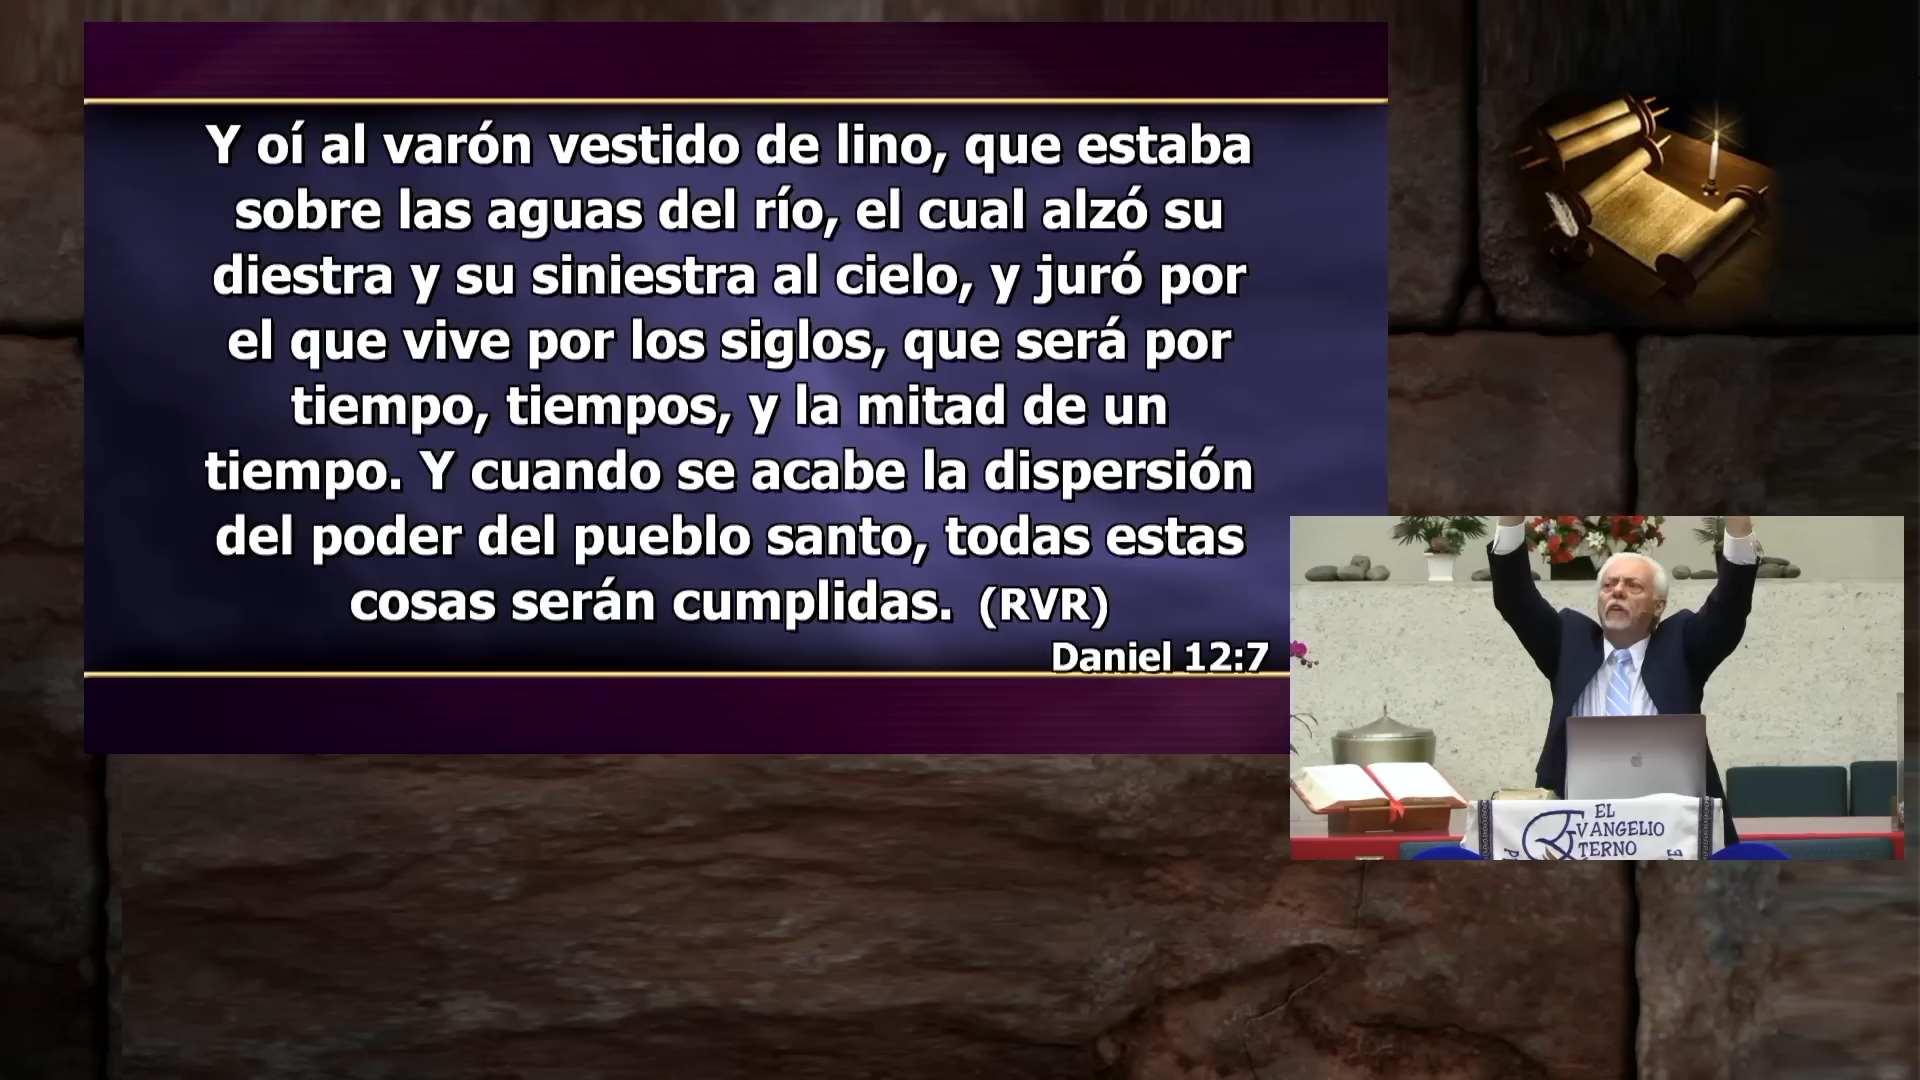 Y oí al varón vestido de lino, que estaba
sobre las aguas del río, el cual alzó su
diestra y su siniestra al cielo, y juró por
el que vive por los siglos, que será por
tiempo, tiempos, y la mitad de un
tiempo. Y cuando se acabe la dispersión
del poder del pueblo santo, todas estas
cosas serán cumplidas. (RVR)
Daniel 12:7
EL
EVANGELIO
ETERNO